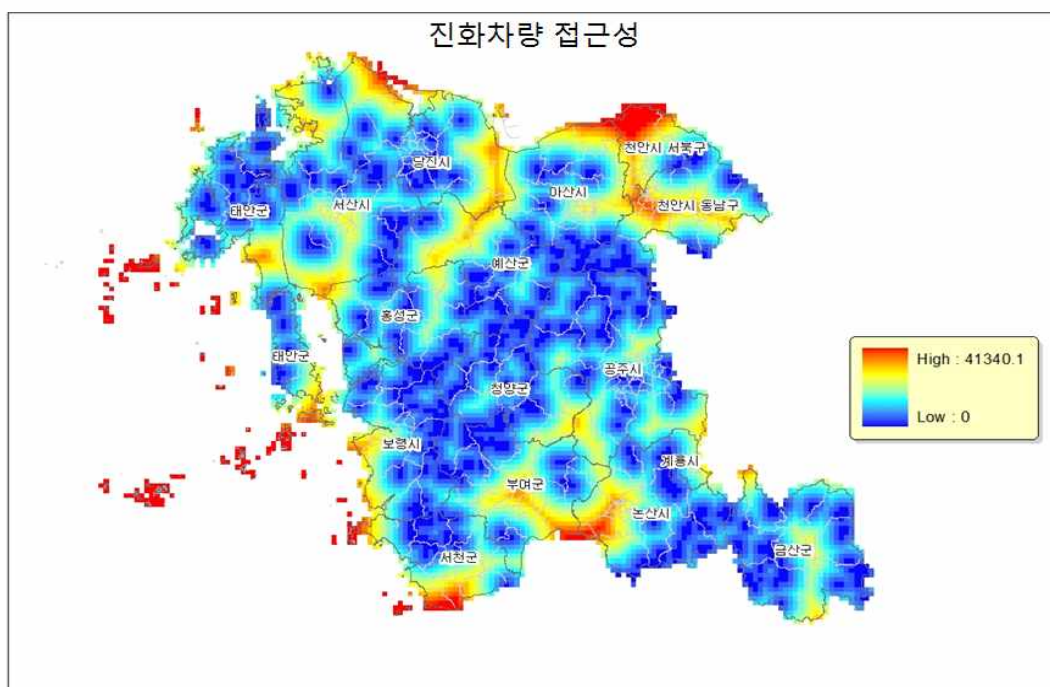 진화차량 접근성
천안시 서북구
당진시
아산시
천안시 동남구
태안군
서산시
예산군
홍성군
태안군
공주시
청양군
보령시
계룡시
부여군
논산시
금산군
서천군
High : 41340.1
Low : 0